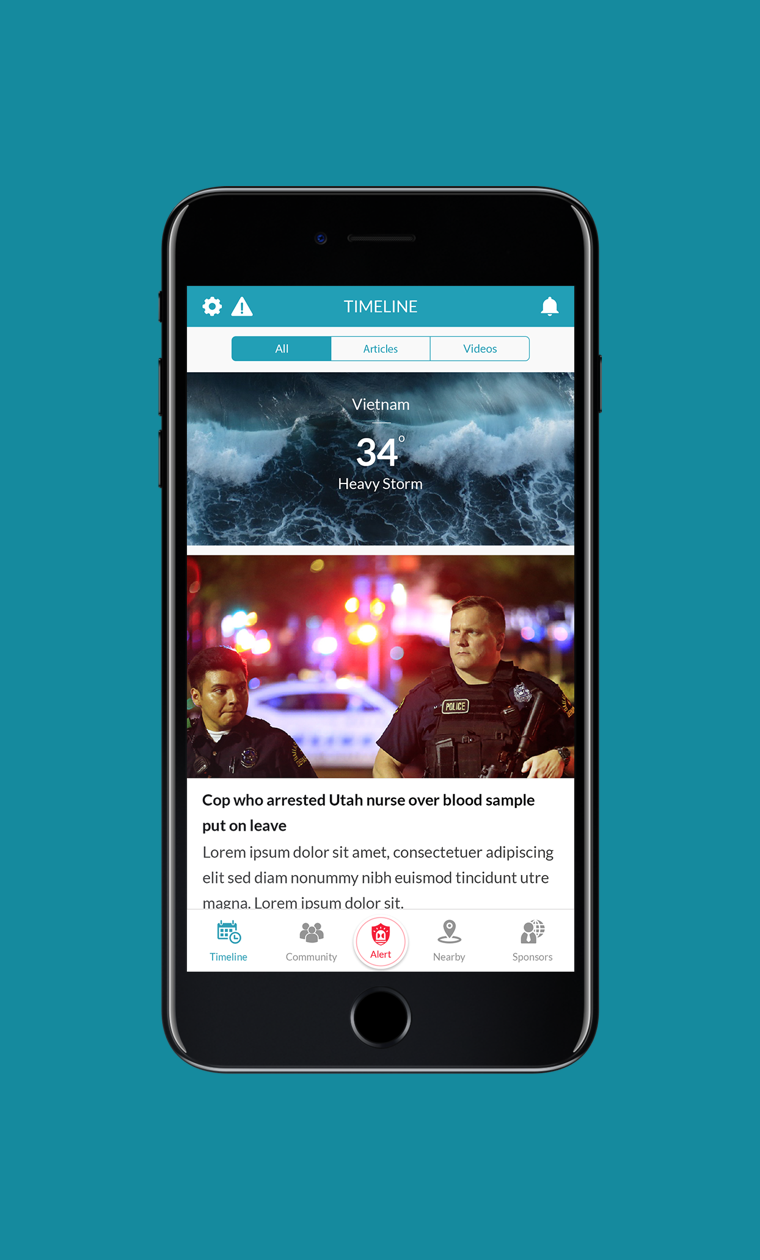 TIMELINE
All
Articles
Videos
Vietnam
34°
Heavy Storm
POLICE
Cop who arrested Utah nurse over blood sample
put on leave
Lorem ipsum dolor sit amet, consectetuer adipiscing
elit sed diam nonummy nibh euismod tincidunt utre
magna. Lorem ipsum dolor sit.
Timeline
Community
Alert
Nearby
Sponsors